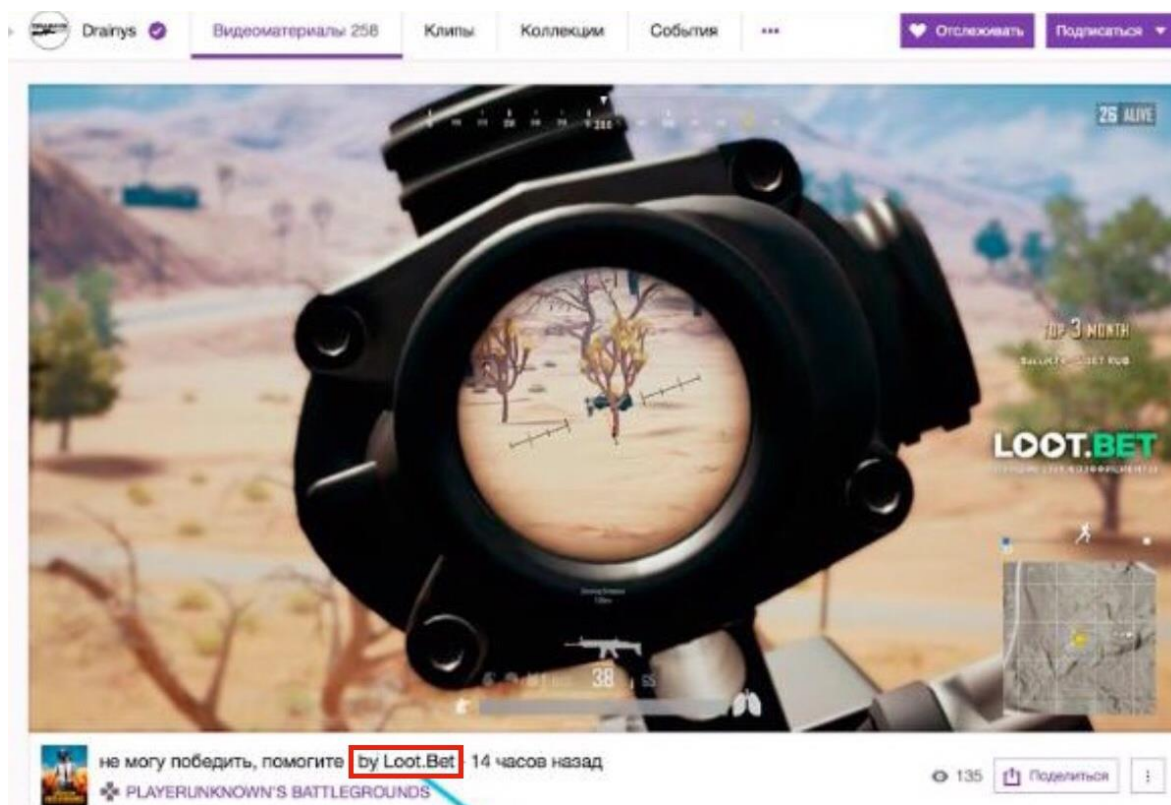 Drainys
Видеоматериалы 258
Клипы
Коллекции
События
•••
Отслеживать
Подписаться
26 ALIVE
TOP 3 MONTH
RUB
LOOT.BET
38
не могу победить, помогите by Loot.Bet - 14 часов назад
135
Поделиться
PLAYERUNKNOWN'S BATTLEGROUNDS